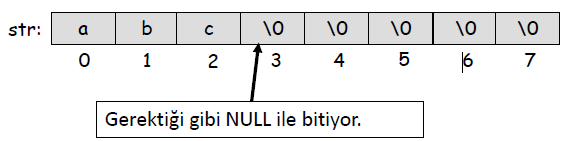 str: a b c \0 \0 \0 \0 \0
0 1 2 3 4 5 6 7
Gerektiği gibi NULL ile bitiyor.